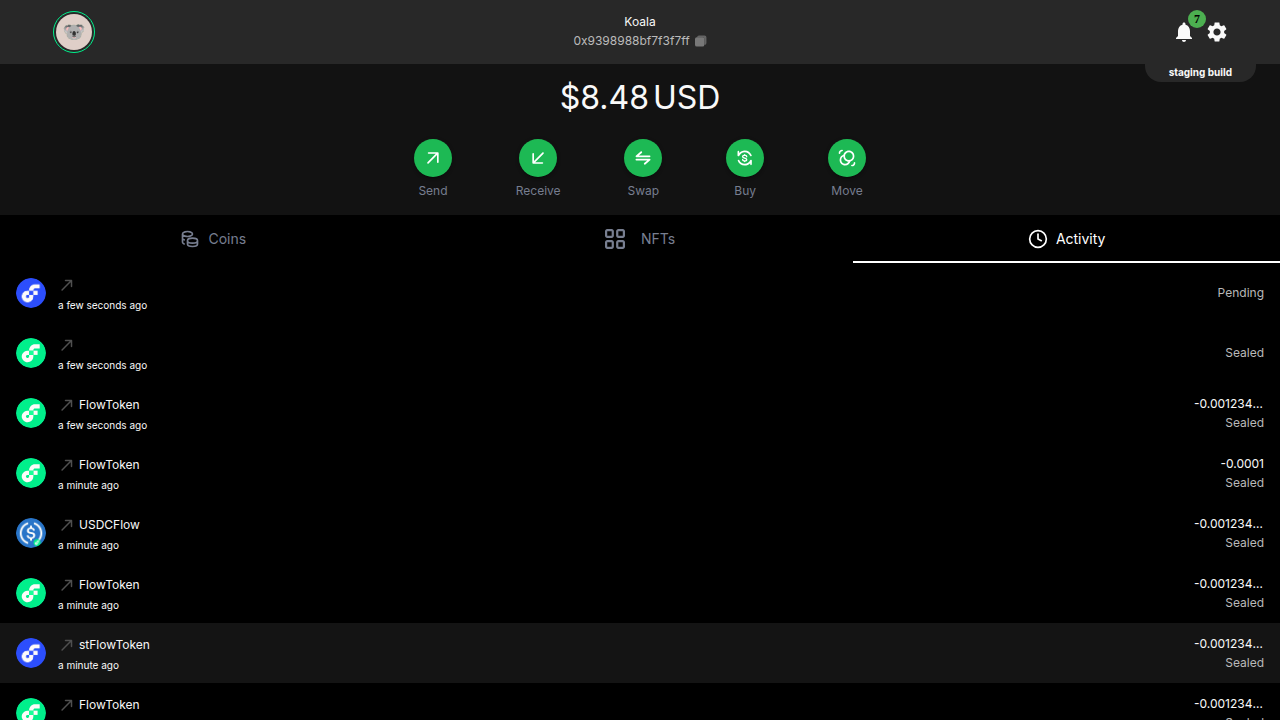 Koala
0x9398988bf7f3f7ff
7
staging build
$8.48 USD
Send
Receive
Swap
Buy
Move
Coins
NFTs
Activity
a few seconds ago
Pending
a few seconds ago
Sealed
FlowToken
-0.001234...
a few seconds ago
Sealed
FlowToken
-0.0001
a minute ago
Sealed
USDCFlow
-0.001234...
a minute ago
Sealed
FlowToken
-0.001234...
a minute ago
Sealed
stFlowToken
-0.001234...
a minute ago
Sealed
FlowToken
-0.001234...